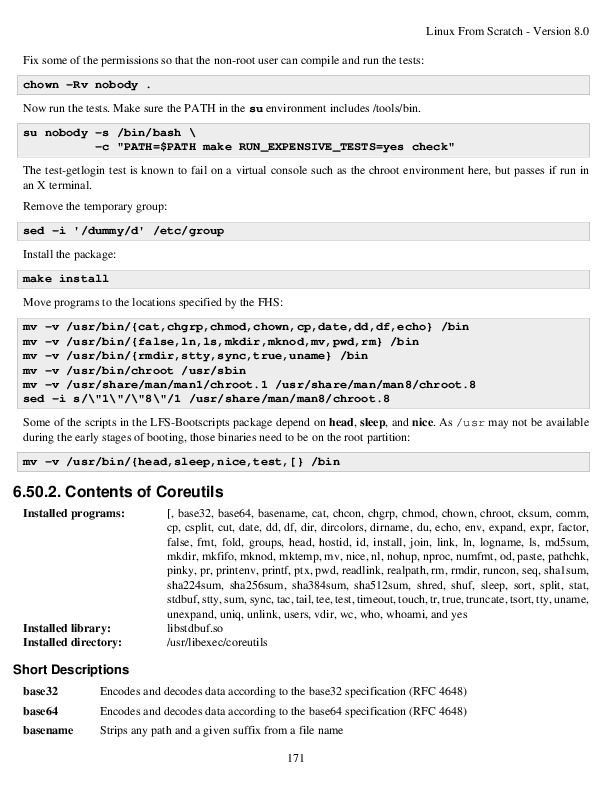 Linux From Scratch - Version 8.0
Fix some of the permissions so that the non-root user can compile and run the tests:
chown -Rv nobody .
Now run the tests. Make sure the PATH in the su environment includes /tools/bin.
su nobody -s /bin/bash \
-c "PATH=$PATH make RUN_EXPENSIVE_TESTS=yes check"
The test-getlogin test is known to fail on a virtual console such as the chroot environment here, but passes if run in
an X terminal.
Remove the temporary group:
sed -i '/dummy/d' /etc/group
Install the package:
make install
Move programs to the locations specified by the FHS:
mv -v /usr/bin/{cat,chgrp,chmod,chown,cp,date,dd,df,echo} /bin
mv -v /usr/bin/{false,ln,ls,mkdir,mknod,mv,pwd,rm} /bin
mv -v /usr/bin/{rmdir,stty,sync,true,uname} /bin
mv -v /usr/bin/chroot /usr/sbin
mv -v /usr/share/man/man1/chroot.1 /usr/share/man/man8/chroot.8
sed -i s/\"1\"/\"8\"/1 /usr/share/man/man8/chroot.8
Some of the scripts in the LFS-Bootscripts package depend on head, sleep, and nice. As /usr may not be available
during the early stages of booting, those binaries need to be on the root partition:
mv -v /usr/bin/{head,sleep,nice,test,[} /bin
6.50.2. Contents of Coreutils
Installed programs: [, base32, base64, basename, cat, chcon, chgrp, chmod, chown, chroot, cksum, comm,
cp, csplit, cut, date, dd, df, dir, dircolors, dirname, du, echo, env, expand, expr, factor,
false, fmt, fold, groups, head, hostid, id, install, join, link, ln, logname, ls, md5sum,
mkdir, mkfifo, mknod, mktemp, mv, nice, nl, nohup, nproc, numfmt, od, paste, pathchk,
pinky, pr, printenv, printf, ptx, pwd, readlink, realpath, rm, rmdir, runcon, seq, sha1sum,
sha224sum, sha256sum, sha384sum, sha512sum, shred, shuf, sleep, sort, split, stat,
stdbuf, stty, sum, sync, tac, tail, tee, test, timeout, touch, tr, true, truncate, tsort, tty, uname,
unexpand, uniq, unlink, users, vdir, wc, who, whoami, and yes
Installed library: libstdbuf.so
Installed directory: /usr/libexec/coreutils
Short Descriptions
base32 Encodes and decodes data according to the base32 specification (RFC 4648)
base64 Encodes and decodes data according to the base64 specification (RFC 4648)
basename Strips any path and a given suffix from a file name
171